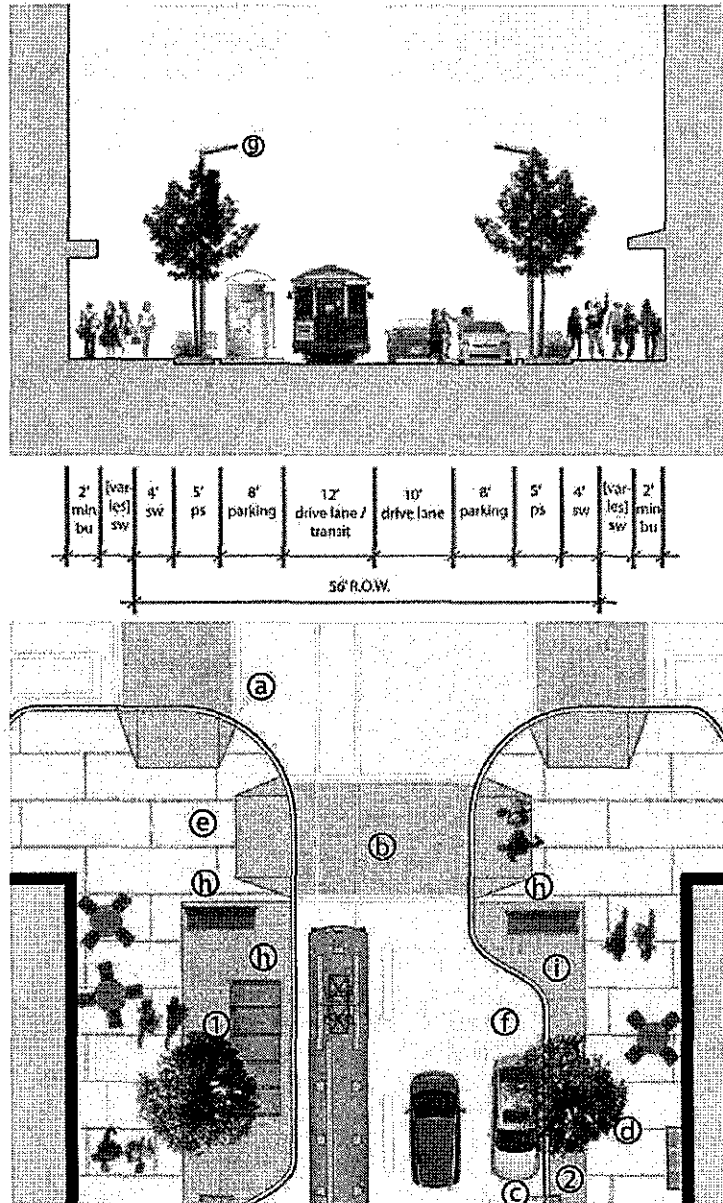 g
2' min bu
[var- ies] sw
4' sw
5' ps
8' parking
12' drive lane / transit
10' drive lane
8' parking
5' ps
4' sw
[var- ies] sw
2' min bu
56' R.O.W.
a
e
b
h
h
h
i
1
f
d
2
c